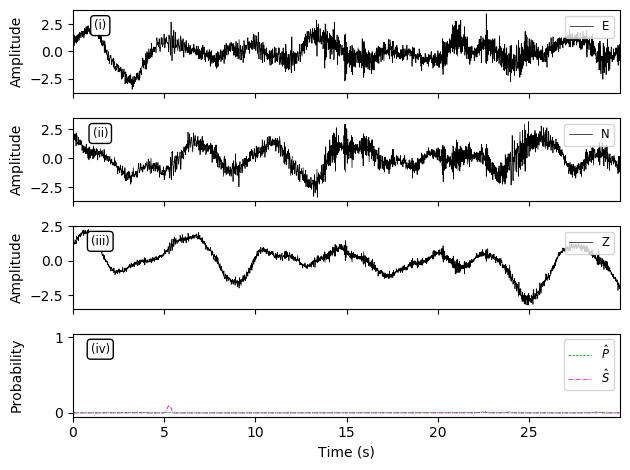 (i)
E
2.5
0.0
−2.5
Amplitude
(ii)
N
2.5
0.0
−2.5
Amplitude
(iii)
Z
2.5
0.0
−2.5
Amplitude
(iv)
P̂
Ŝ
1
0
Probability
0 5 10 15 20 25
Time (s)